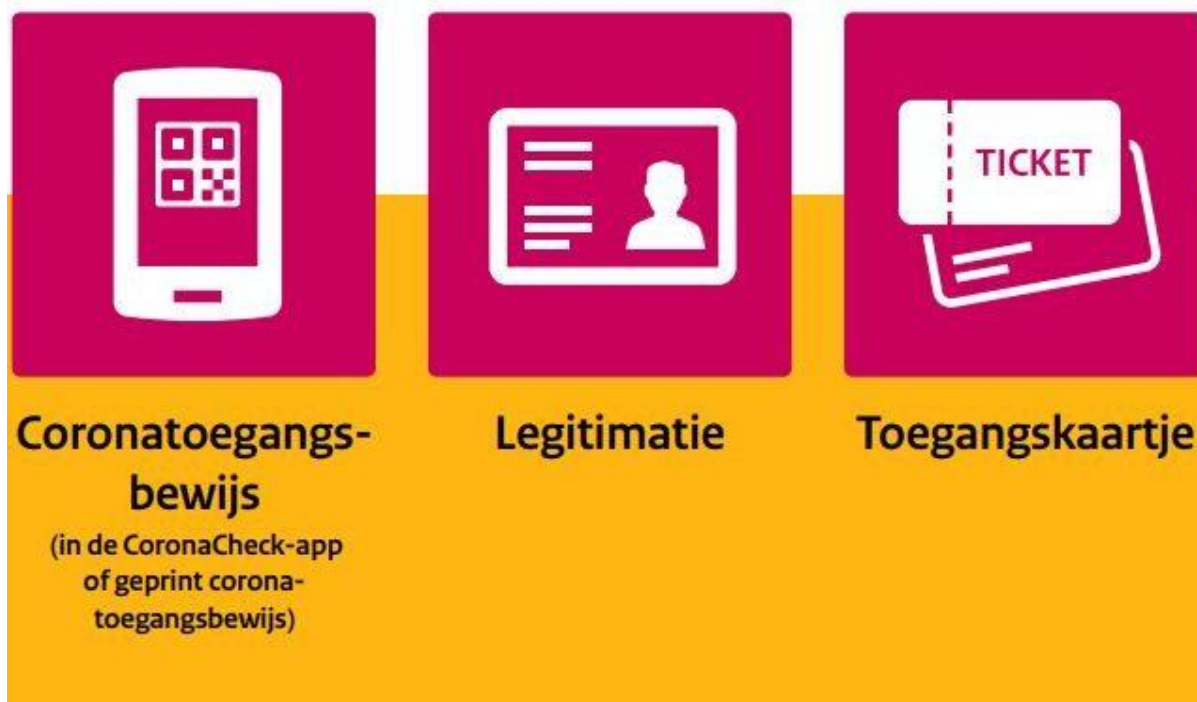 TICKET
Coronatoegangs-
bewijs
(in de CoronaCheck-app
of geprint corona-
toegangsbewijs)
Legitimatie
Toegangskaartje